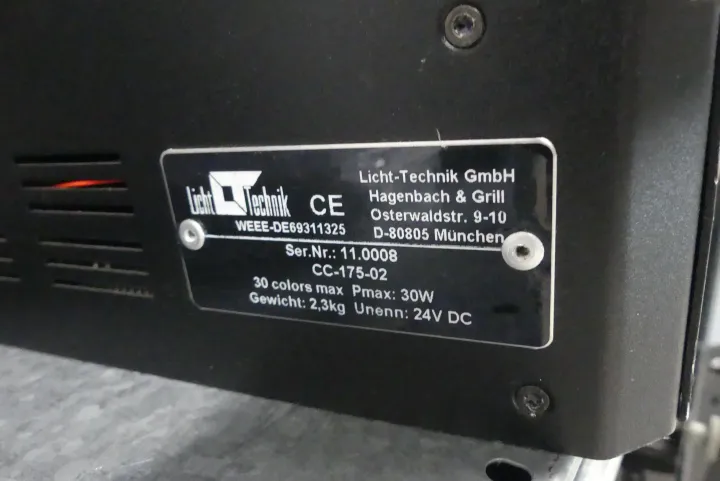 Licht Technik
CE
WEEE-DE69311325
Licht-Technik GmbH
Hagenbach & Grill
Osterwaldstr. 9-10
D-80805 München
Ser.Nr.: 11.0008
CC-175-02
30 colors max Pmax: 30W
Gewicht: 2,3kg Unenn: 24V DC